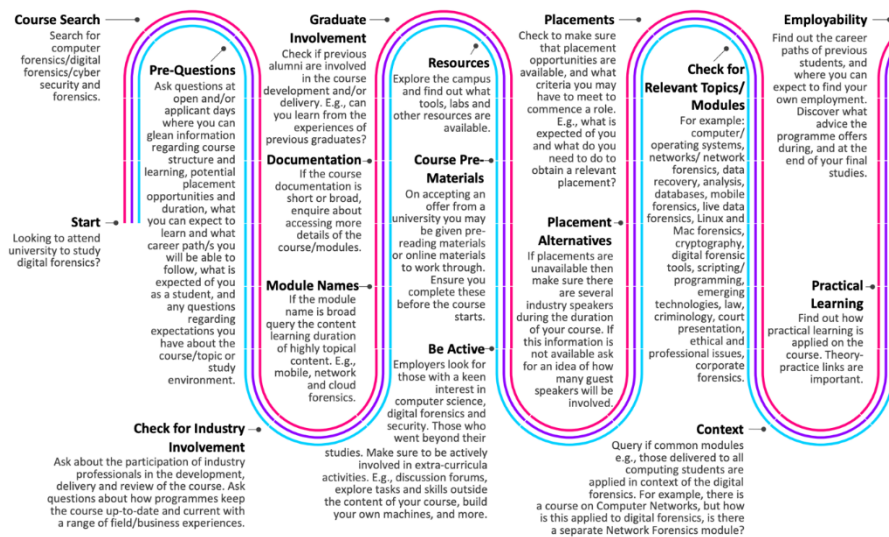 Course Search
Search for
computer
forensics/digital
forensics/cyber
security and
forensics.
Start
Looking to attend
university to study
digital forensics?
Pre-Questions
Ask questions at
open and/or
applicant days
where you can
glean information
regarding course
structure and
learning, potential
placement
opportunities and
duration, what
you can expect to
learn and what
career path/s you
will be able to
follow, what is
expected of you
as a student, and
any questions
regarding
expectations you
have about the
course/topic or
study
environment.
Check for Industry
Involvement
Ask about the participation of industry
professionals in the development,
delivery and review of the course. Ask
questions about how programmes keep
the course up-to-date and current with
a range of field/business experiences.
Graduate
Involvement
Check if previous
alumni are involved
in the course
development and/or
delivery. E.g., can
you learn from the
experiences of
previous graduates?
Documentation
If the course
documentation is
short or broad,
enquire about
accessing more
details of the
course/modules.
Module Names
If the module
name is broad
query the content
learning duration
of highly topical
content. E.g.,
mobile, network
and cloud
forensics.
Resources
Explore the campus
and find out what
tools, labs and
other resources are
available.
Course Pre-
Materials
On accepting an
offer from a
university you may
be given pre-
reading materials
or online materials
to work through.
Ensure you
complete these
before the course
starts.
Be Active
Employers look for
those with a keen
interest in
computer science,
digital forensics and
security. Those who
went beyond their
studies. Make sure to be actively
involved in extra-curricula
activities. E.g., discussion forums,
explore tasks and skills outside
the content of your course, build
your own machines, and more.
Placements
Check to make sure
that placement
opportunities are
available, and what
criteria you may
have to meet to
commence a role.
E.g., what is
expected of you
and what do you
need to do to
obtain a relevant
placement?
Placement
Alternatives
If placements are
unavailable then
make sure there
are several
industry speakers
during the duration
of your course. If
this information is
not available ask
for an idea of how
many guest
speakers will be
involved.
Check for
Relevant Topics/
Modules
For example:
computer/
operating systems,
networks/ network
forensics, data
recovery, analysis,
databases, mobile
forensics, live data
forensics, Linux and
Mac forensics,
cryptography,
digital forensic
tools, scripting/
programming,
emerging
technologies, law,
criminology, court
presentation,
ethical and
professional issues,
corporate
forensics.
Context
Query if common modules
e.g., those delivered to all
computing students are
applied in context of the digital
forensics. For example, there is
a course on Computer Networks, but how
is this applied to digital forensics, is there
a separate Network Forensics module?
Employability
Find out the career
paths of previous
students, and
where you can
expect to find your
own employment.
Discover what
advice the
programme offers
during, and at the
end of your final
studies.
Practical
Learning
Find out how
practical learning is
applied on the
course. Theory-
practice links are
important.